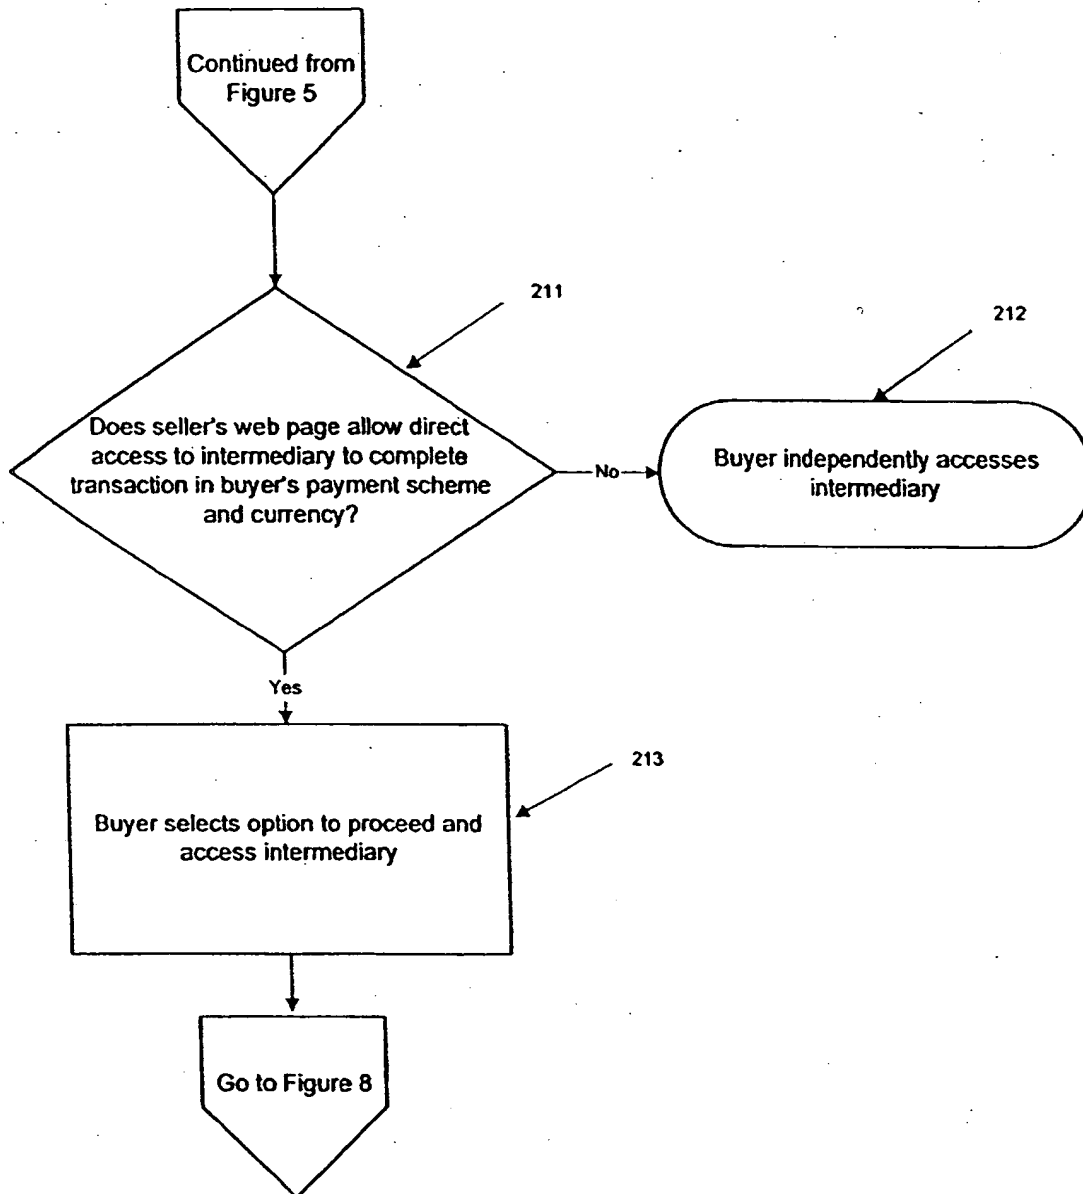 Continued from
Figure 5
211
212
Does seller's web page allow direct
access to intermediary to complete
transaction in buyer's payment scheme
and currency?
No
Buyer independently accesses
intermediary
Yes
213
Buyer selects option to proceed and
access intermediary
Go to Figure 8